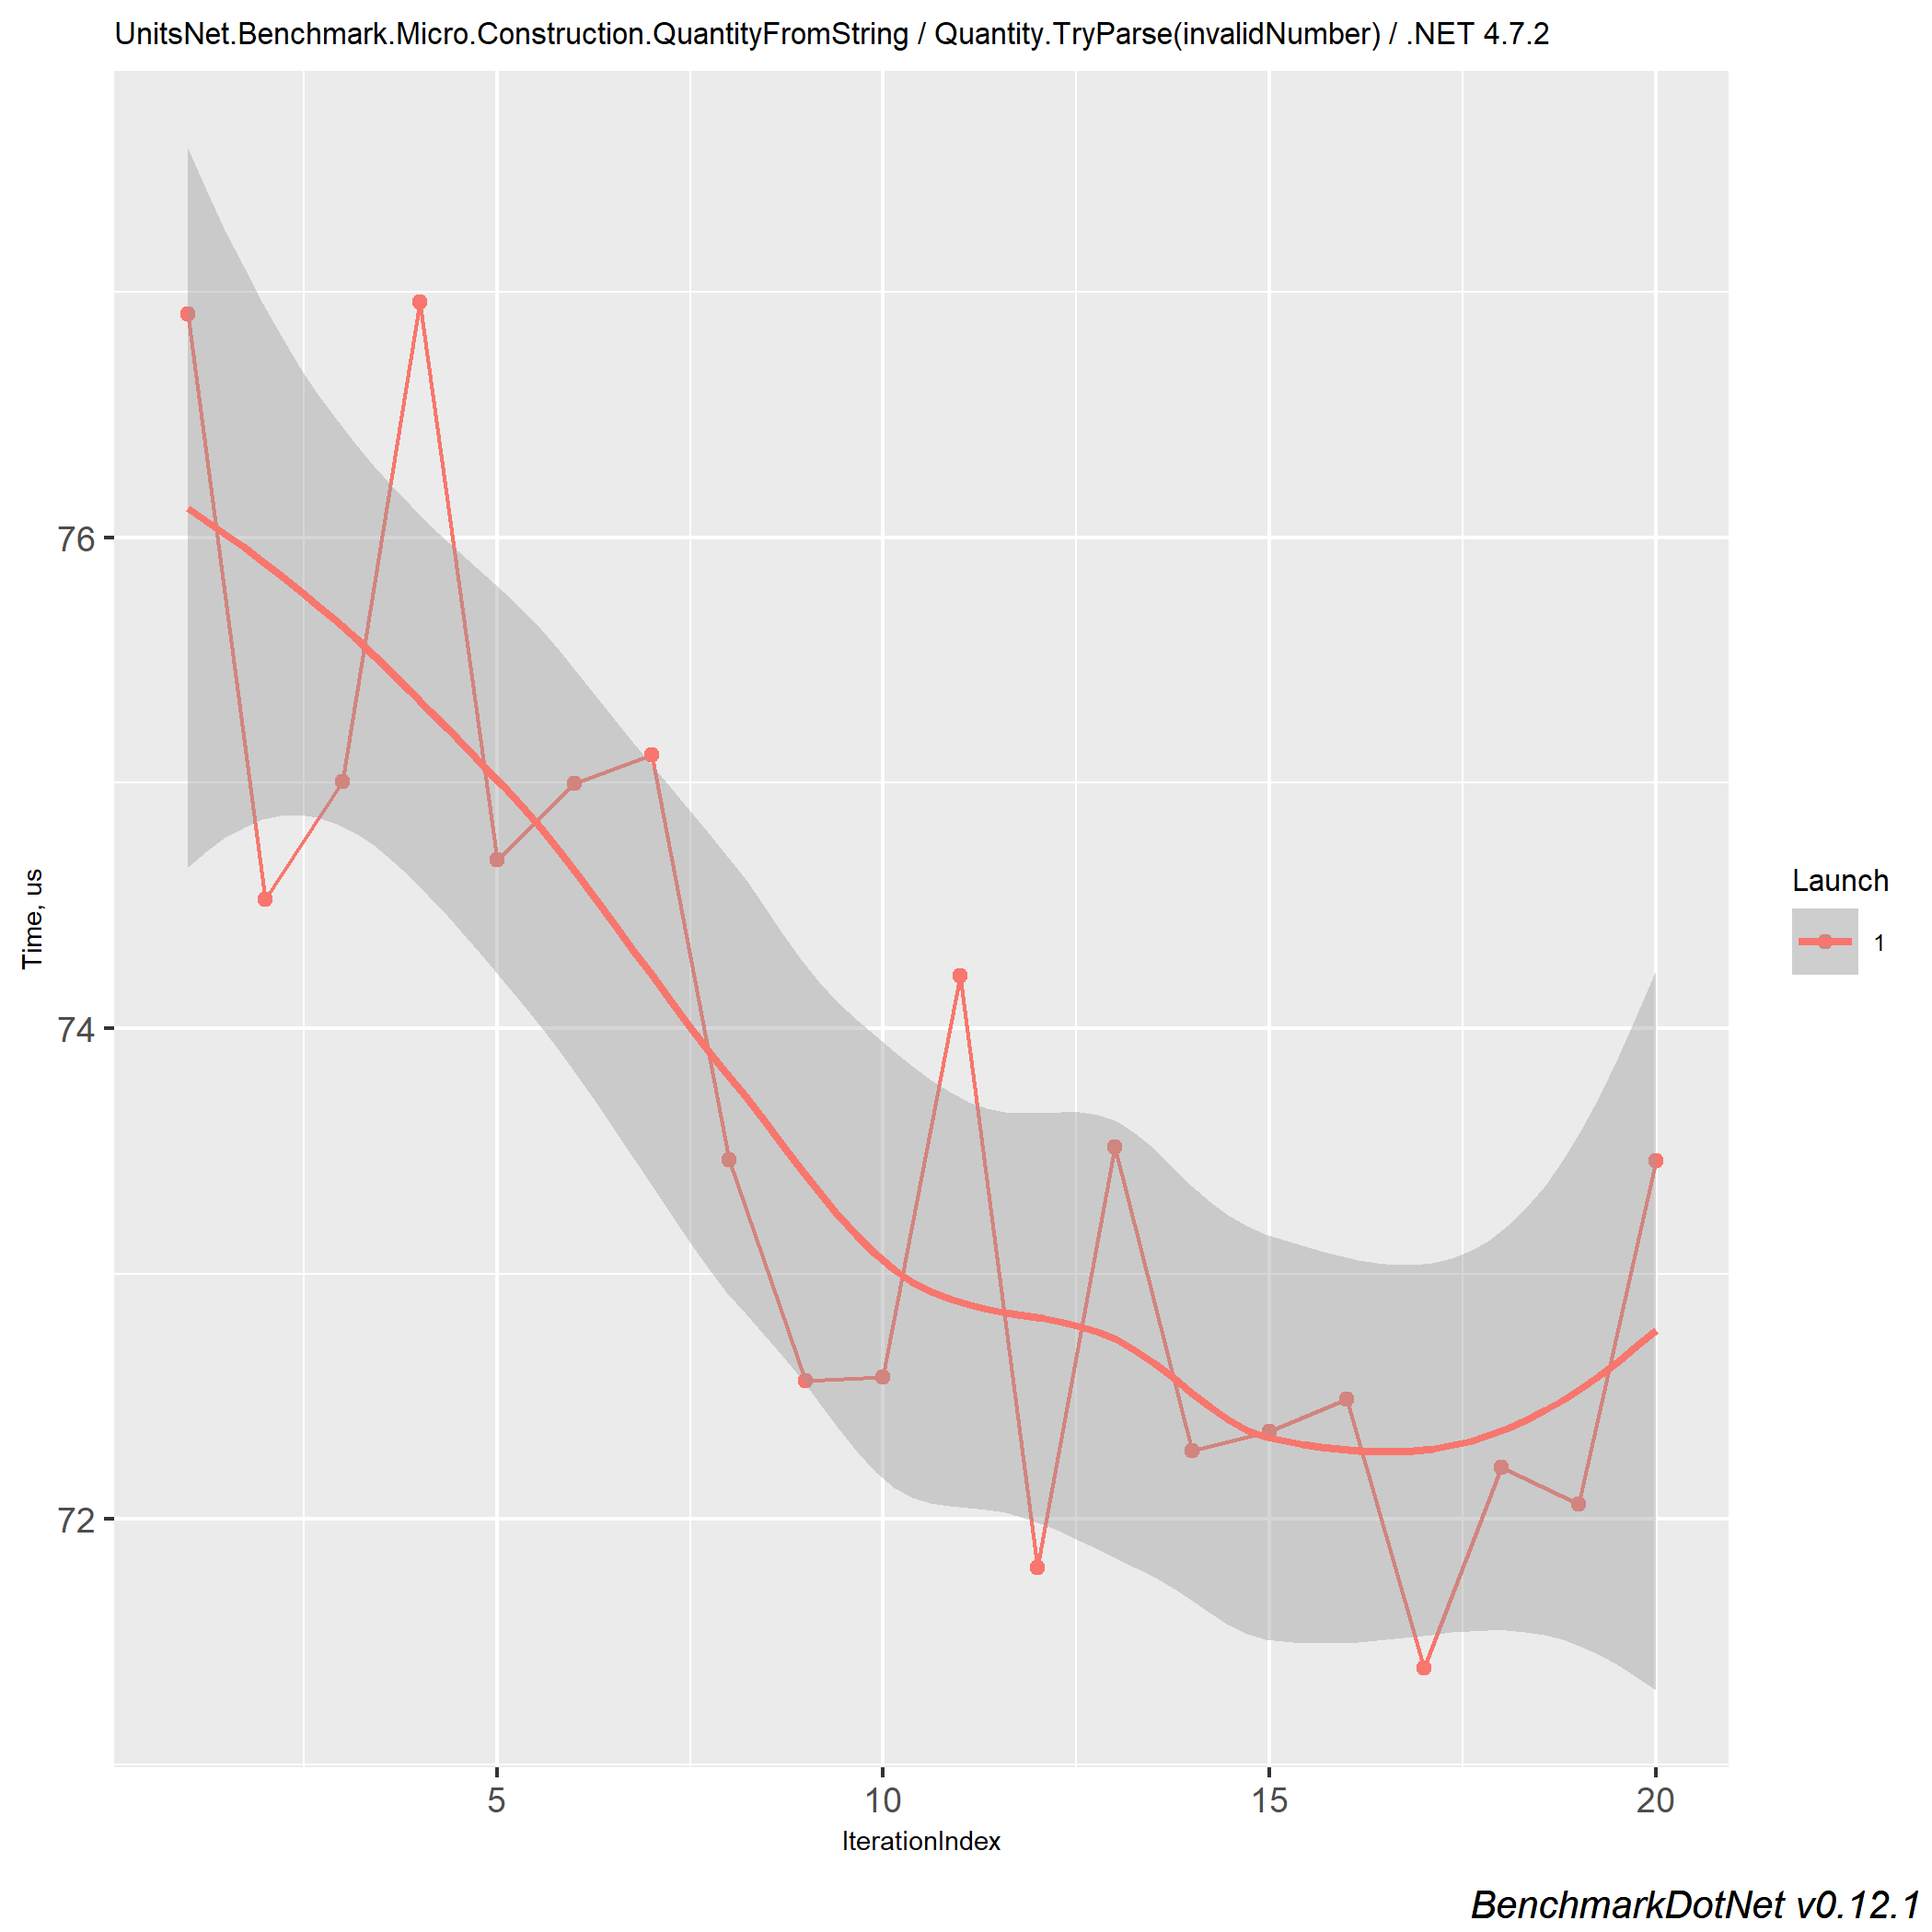 UnitsNet.Benchmark.Micro.Construction.QuantityFromString / Quantity.TryParse(invalidNumber) / .NET 4.7.2
76
74
72
Time, us
5 10 15 20
IterationIndex
Launch
1
BenchmarkDotNet v0.12.1